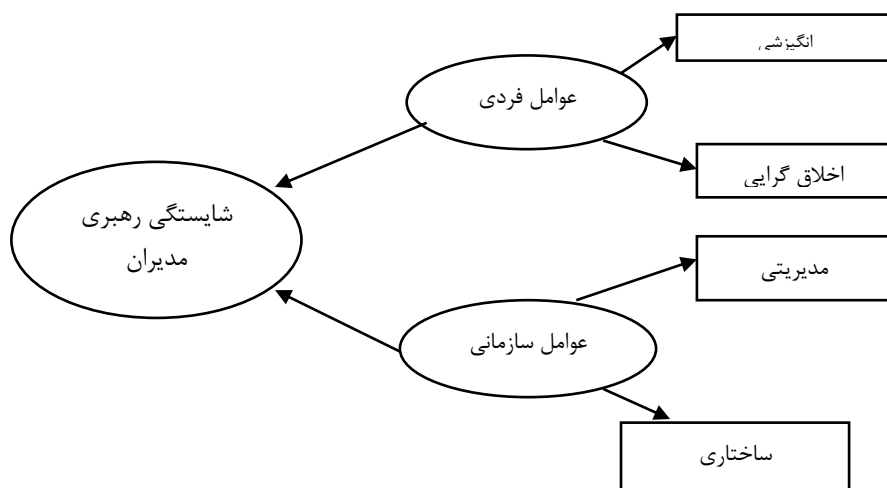 انگیزشی
عوامل فردی
اخلاق گرایی
شایستگی رهبری
مدیران
مدیریتی
عوامل سازمانی
ساختاری